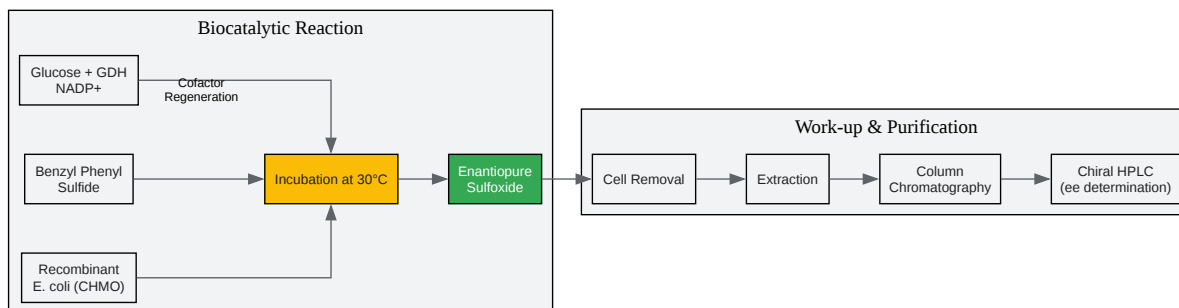 Biocatalytic Reaction
Glucose + GDH
NADP+
Cofactor
Regeneration
Benzyl Phenyl
Sulfide
Incubation at 30°C
Enantiopure
Sulfoxide
Recombinant
E. coli (CHMO)
Work-up & Purification
Cell Removal
Extraction
Column
Chromatography
Chiral HPLC
(ee determination)